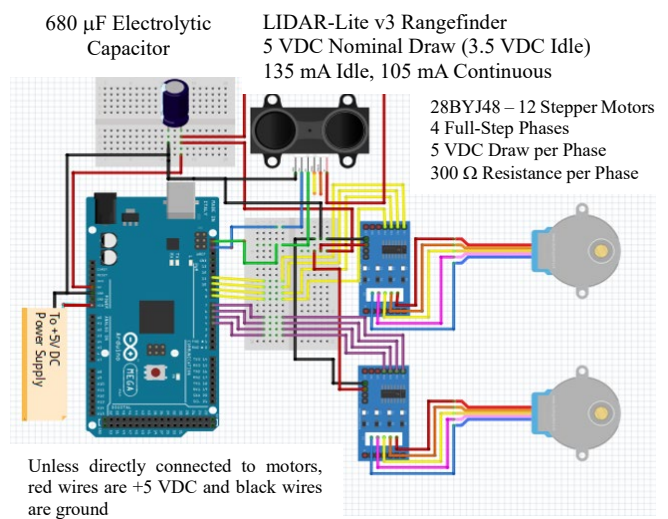 680 μF Electrolytic
Capacitor
LIDAR-Lite v3 Rangefinder
5 VDC Nominal Draw (3.5 VDC Idle)
135 mA Idle, 105 mA Continuous
28BYJ48 – 12 Stepper Motors
4 Full-Step Phases
5 VDC Draw per Phase
300 Ω Resistance per Phase
To +5V DC
Power Supply
ARDUINO
MEGA
Unless directly connected to motors,
red wires are +5 VDC and black wires
are ground